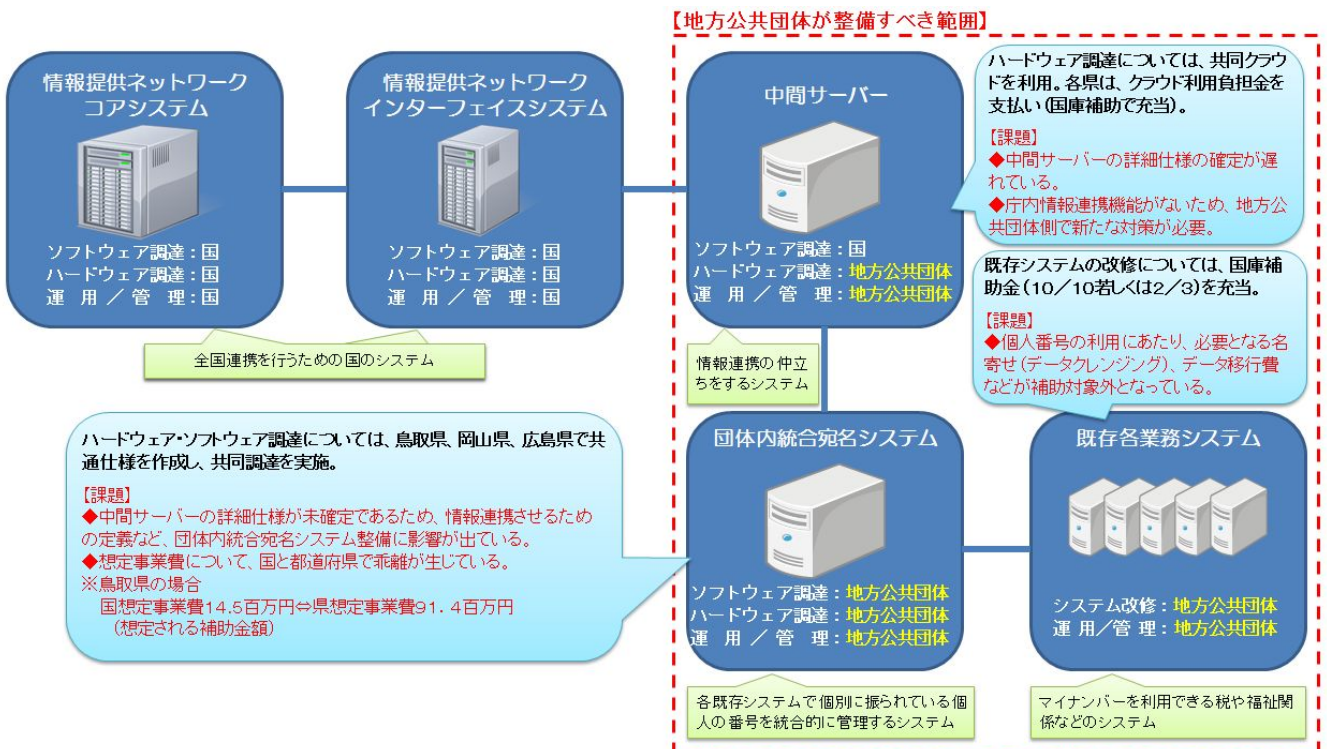 【地方公共団体が整備すべき範囲】
情報提供ネットワーク
コアシステム
ソフトウェア調達：国
ハードウェア調達：国
運　用　／　管　理：国
情報提供ネットワーク
インターフェイスシステム
ソフトウェア調達：国
ハードウェア調達：国
運　用　／　管　理：国
全国連携を行うための国のシステム
中間サーバー
ソフトウェア調達：国
ハードウェア調達：地方公共団体
運　用　／　管　理：地方公共団体
情報連携の仲立
ちをするシステム
ハードウェア調達については、共同クラウ
ドを利用。各県は、クラウド利用負担金を
支払い（国庫補助で充当）。
【課題】
◆中間サーバーの詳細仕様の確定が遅
れている。
◆庁内情報連携機能がないため、地方公
共団体側で新たな対策が必要。
既存システムの改修については、国庫補
助金（10／10若しくは2／3）を充当。
【課題】
◆個人番号の利用にあたり、必要となる名
寄せ（データクレンジング）、データ移行費
などが補助対象外となっている。
ハードウェア・ソフトウェア調達については、鳥取県、岡山県、広島県で共
通仕様を作成し、共同調達を実施。
【課題】
◆中間サーバーの詳細仕様が未確定であるため、情報連携させるため
の定義など、団体内統合宛名システム整備に影響が出ている。
◆想定事業費について、国と都道府県で乖離が生じている。
※鳥取県の場合
国想定事業費14.5百万円⇔県想定事業費91．4百万円
（想定される補助金額）
団体内統合宛名システム
ソフトウェア調達：地方公共団体
ハードウェア調達：地方公共団体
運　用　／　管　理：地方公共団体
各既存システムで個別に振られている個
人の番号を統合的に管理するシステム
既存各業務システム
システム改修：地方公共団体
運 用／管 理：地方公共団体
マイナンバーを利用できる税や福祉関
係などのシステム